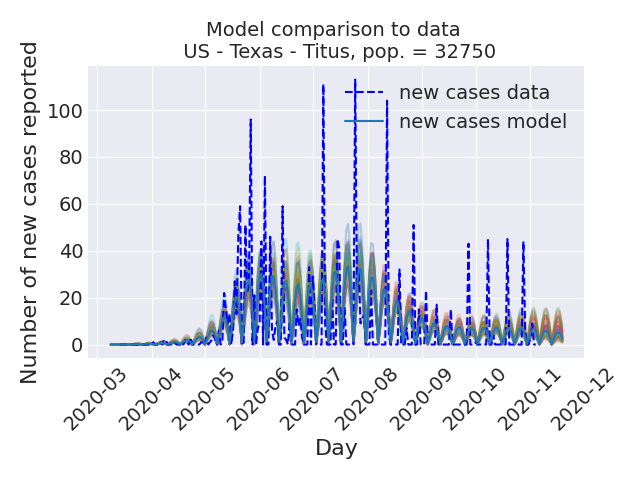 Model comparison to data
US - Texas - Titus, pop. = 32750
Number of new cases reported
100
80
60
40
20
0
new cases data
new cases model
2020-03
2020-04
2020-05
2020-06
2020-07
2020-08
2020-09
2020-10
2020-11
2020-12
Day